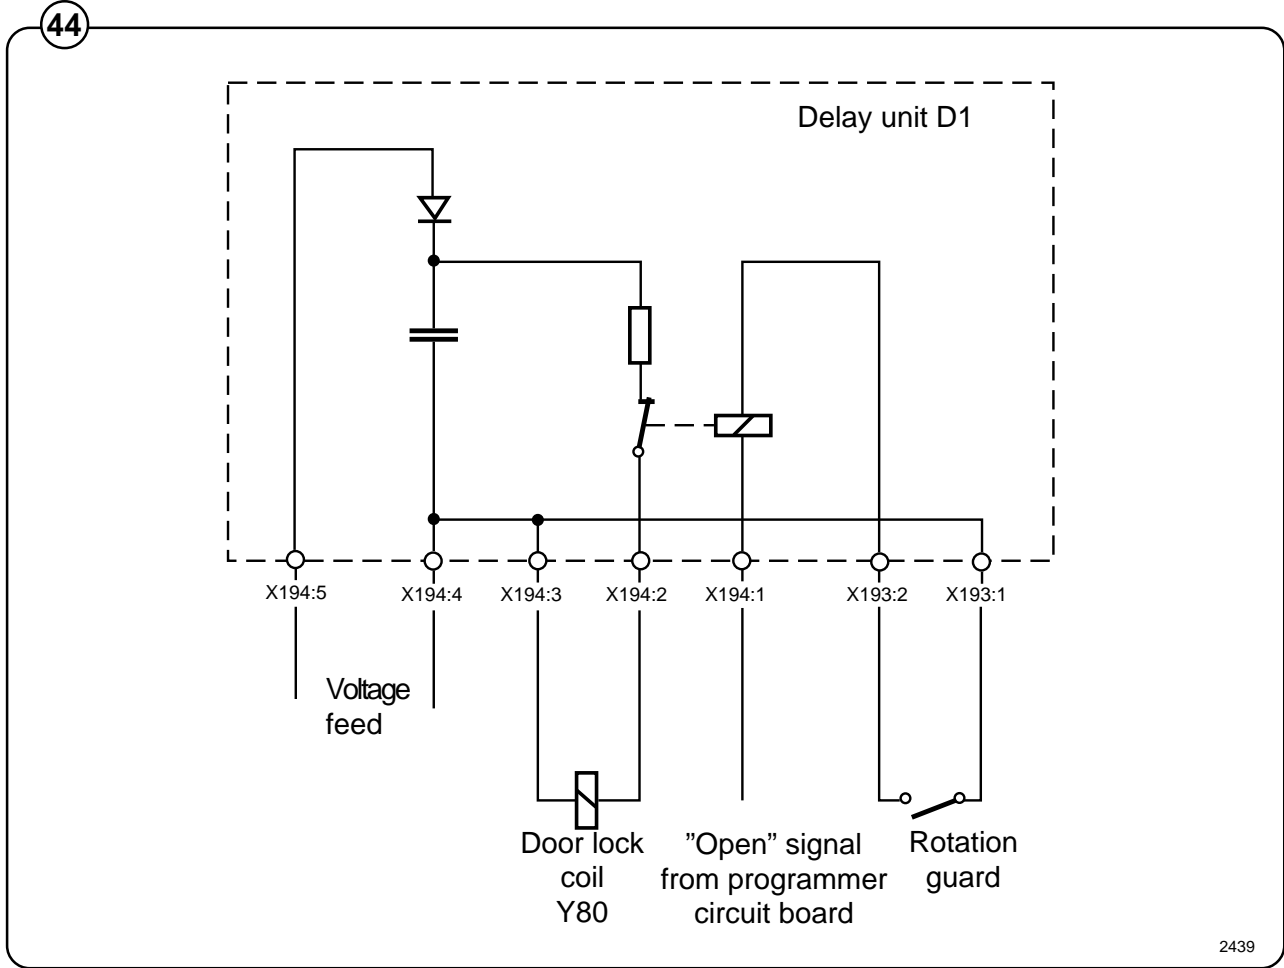 44
Delay unit D1
X194:5
X194:4
X194:3
X194:2
X194:1
X193:2
X193:1
Voltage
feed
Door lock
coil
Y80
”Open” signal
from programmer
circuit board
Rotation
guard
2439